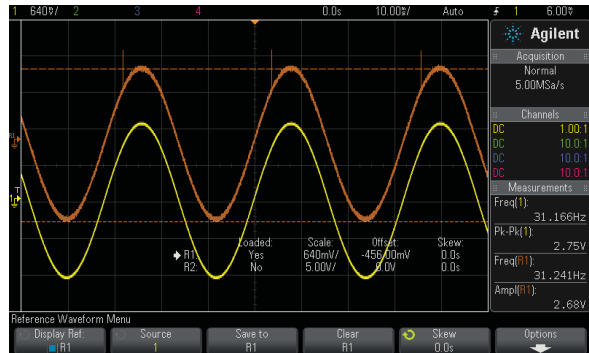 1 640▽/ 2 3 4 0.0s 10.00▽/ Auto 1 6.00▽
Agilent
Acquisition
Normal
5.00MSa/s
Channels
DC 1.00:1
DC 10.0:1
DC 10.0:1
DC 10.0:1
Measurements
Freq(1):
31.166Hz
Pk-Pk(1):
2.75V
Freq(R1):
31.241Hz
Ampl(R1):
2.68V
R1
T
1
Loaded: Scale: Offset: Skew:
R1: Yes 640mV/ -456.00mV 0.0s
R2: No 5.00V/ 0.0V 0.0s
Reference Waveform Menu
Display Ref: Source Save to Clear Skew Options
R1 1 R1 R1 0.0s